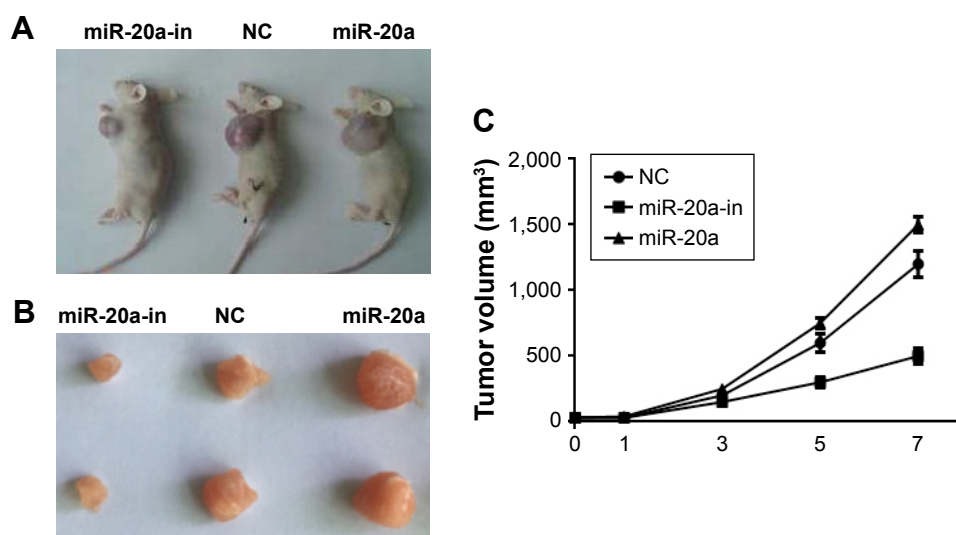 A
miR-20a-in NC miR-20a
B
miR-20a-in NC miR-20a
C
Tumor volume (mm³)
2,000
1,500
1,000
500
0
NC
miR-20a-in
miR-20a
0 1 3 5 7